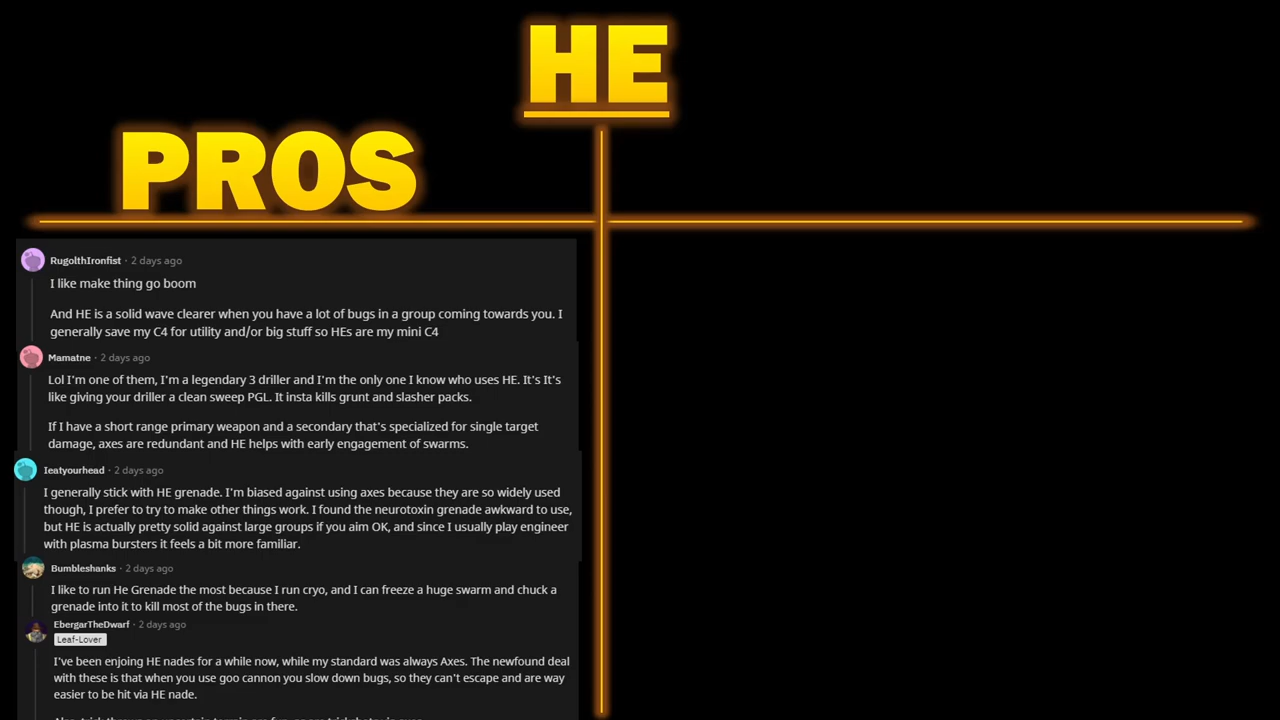 HE
PROS
RugolthIronfist · 2 days ago
I like make thing go boom
And HE is a solid wave clearer when you have a lot of bugs in a group coming towards you. I
generally save my C4 for utility and/or big stuff so HEs are my mini C4
Mamatne · 2 days ago
Lol I'm one of them, I'm a legendary 3 driller and I'm the only one I know who uses HE. It's It's
like giving your driller a clean sweep PGL. It insta kills grunt and slasher packs.
If I have a short range primary weapon and a secondary that's specialized for single target
damage, axes are redundant and HE helps with early engagement of swarms.
Ieatyourhead · 2 days ago
I generally stick with HE grenade. I'm biased against using axes because they are so widely used
though, I prefer to try to make other things work. I found the neurotoxin grenade awkward to use,
but HE is actually pretty solid against large groups if you aim OK, and since I usually play engineer
with plasma bursters it feels a bit more familiar.
Bumbleshanks · 2 days ago
I like to run He Grenade the most because I run cryo, and I can freeze a huge swarm and chuck a
grenade into it to kill most of the bugs in there.
EbergarTheDwarf · 2 days ago
Leaf-Lover
I've been enjoing HE nades for a while now, while my standard was always Axes. The newfound deal
with these is that when you use goo cannon you slow down bugs, so they can't escape and are way
easier to be hit via HE nade.